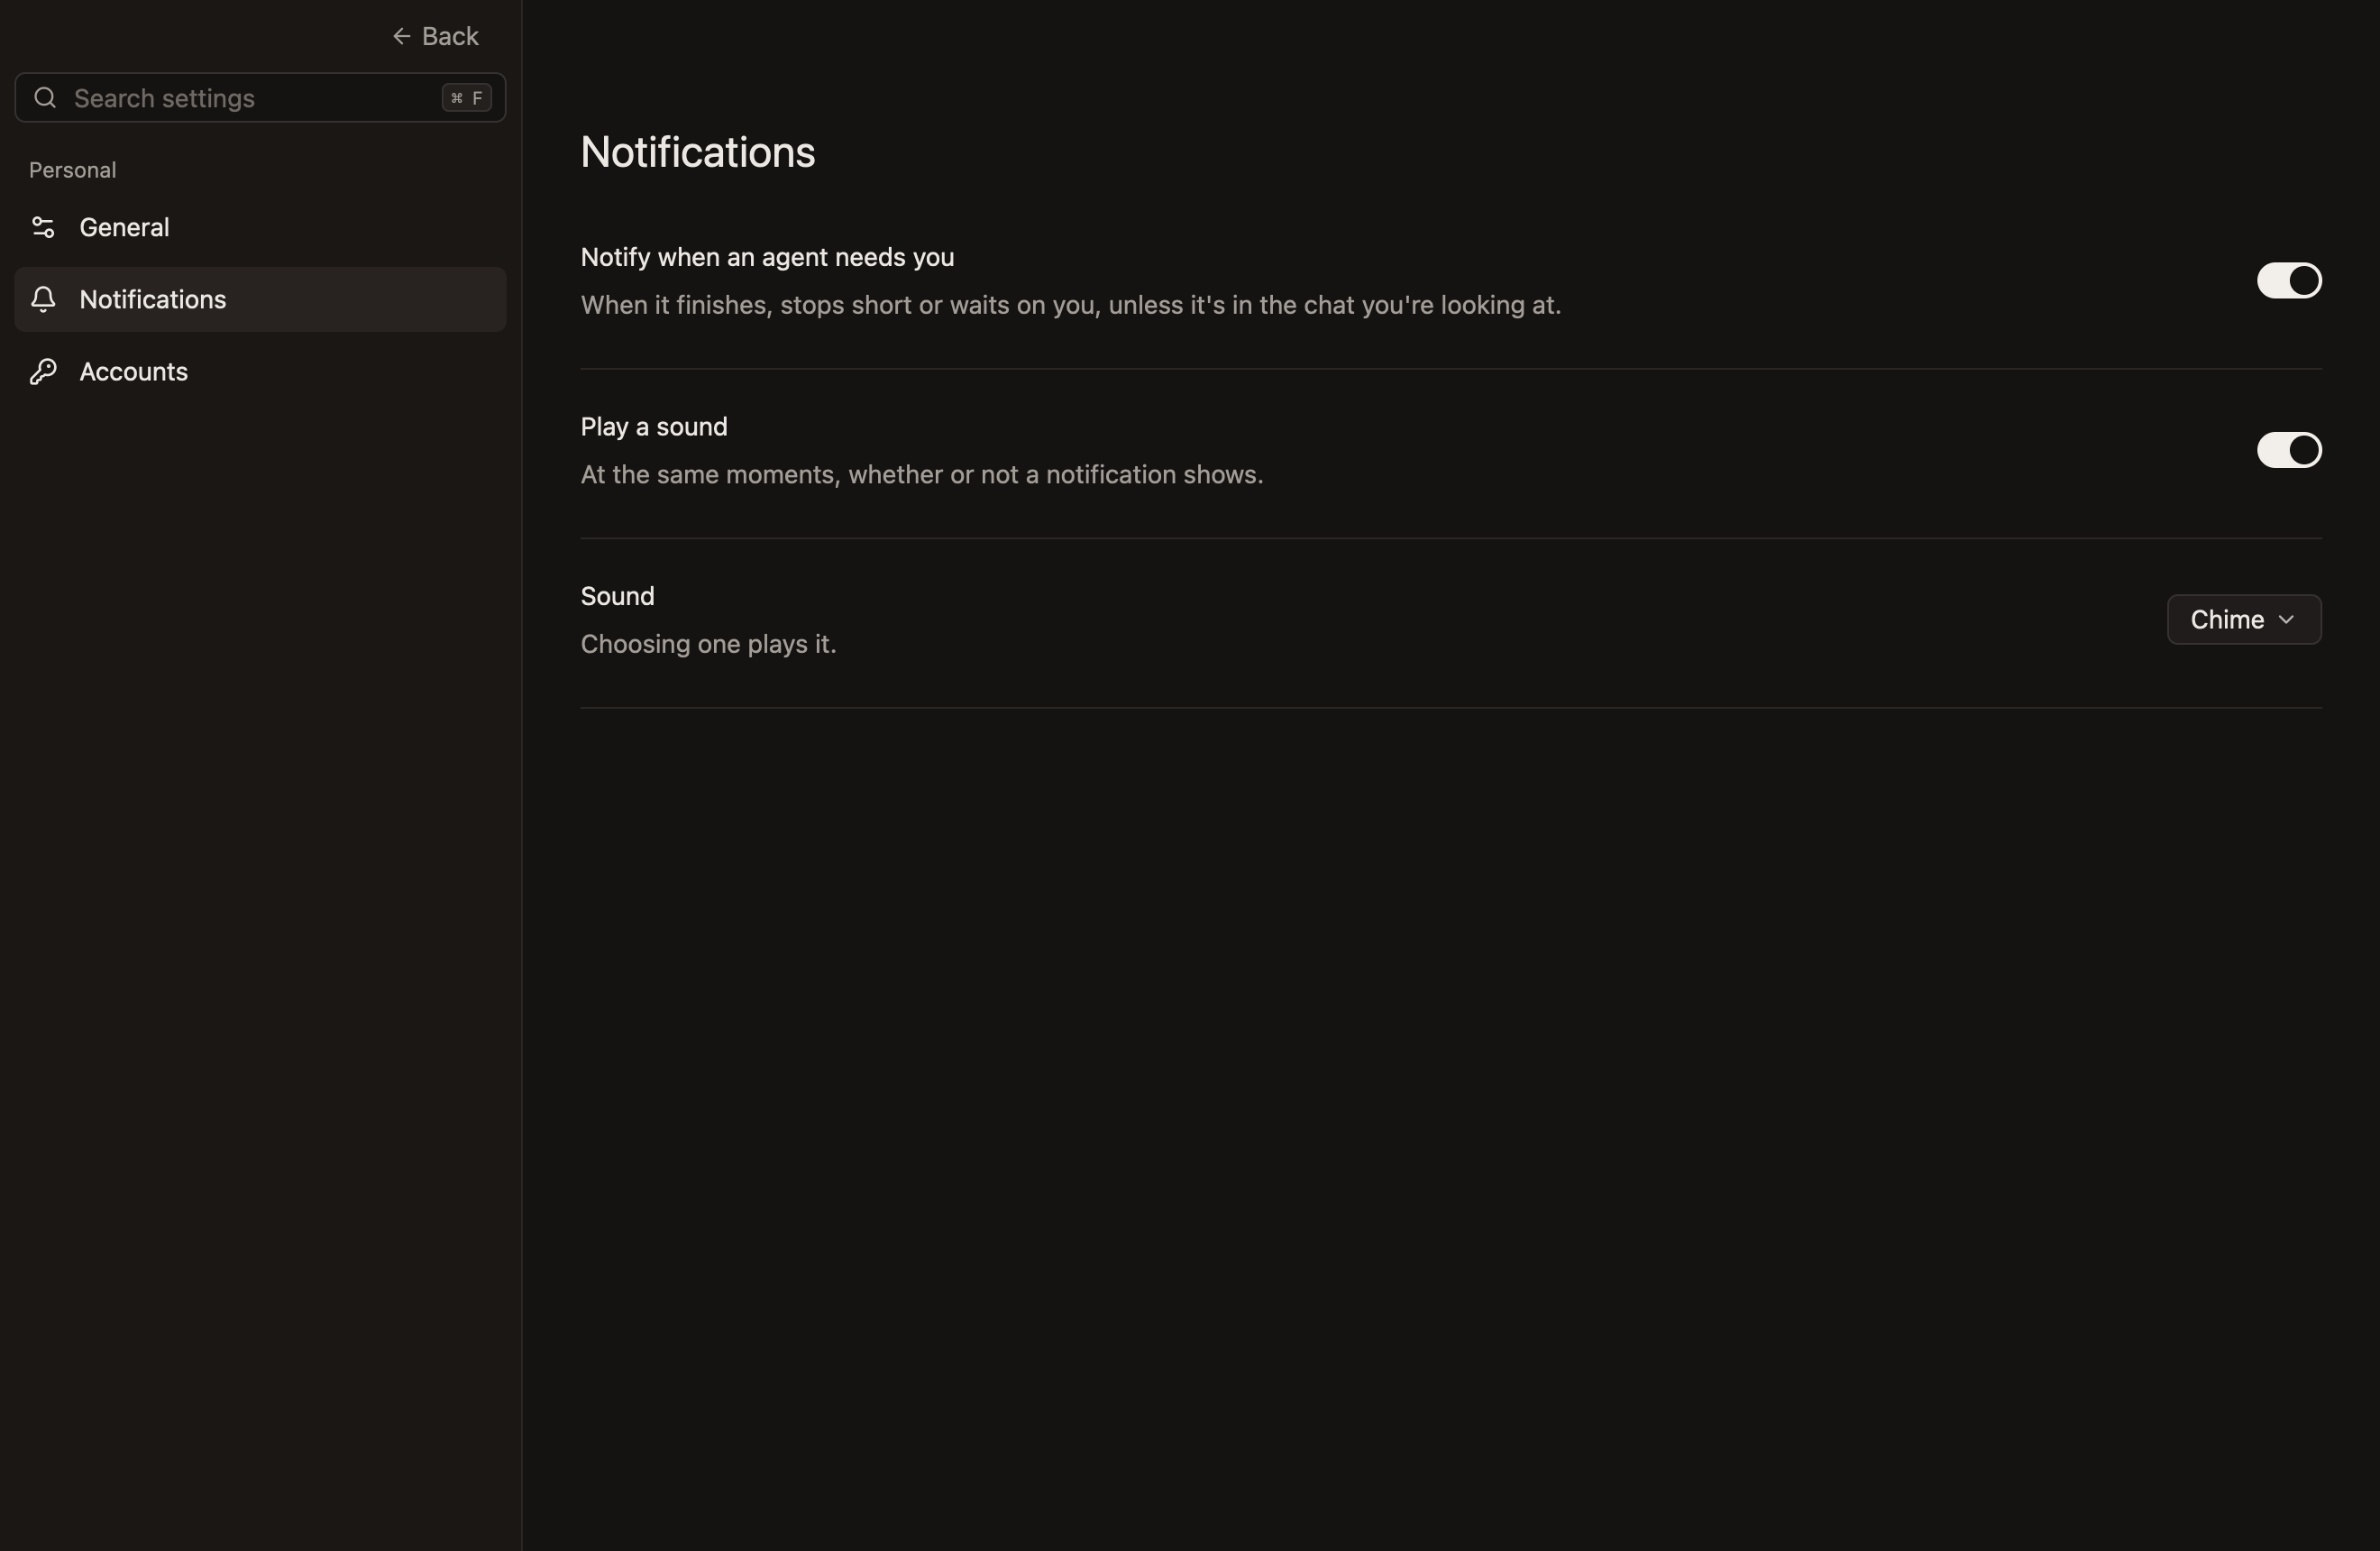 Back
Search settings
⌘ F
Personal
General
Notifications
Accounts
Notifications
Notify when an agent needs you
When it finishes, stops short or waits on you, unless it's in the chat you're looking at.
Play a sound
At the same moments, whether or not a notification shows.
Sound
Choosing one plays it.
Chime